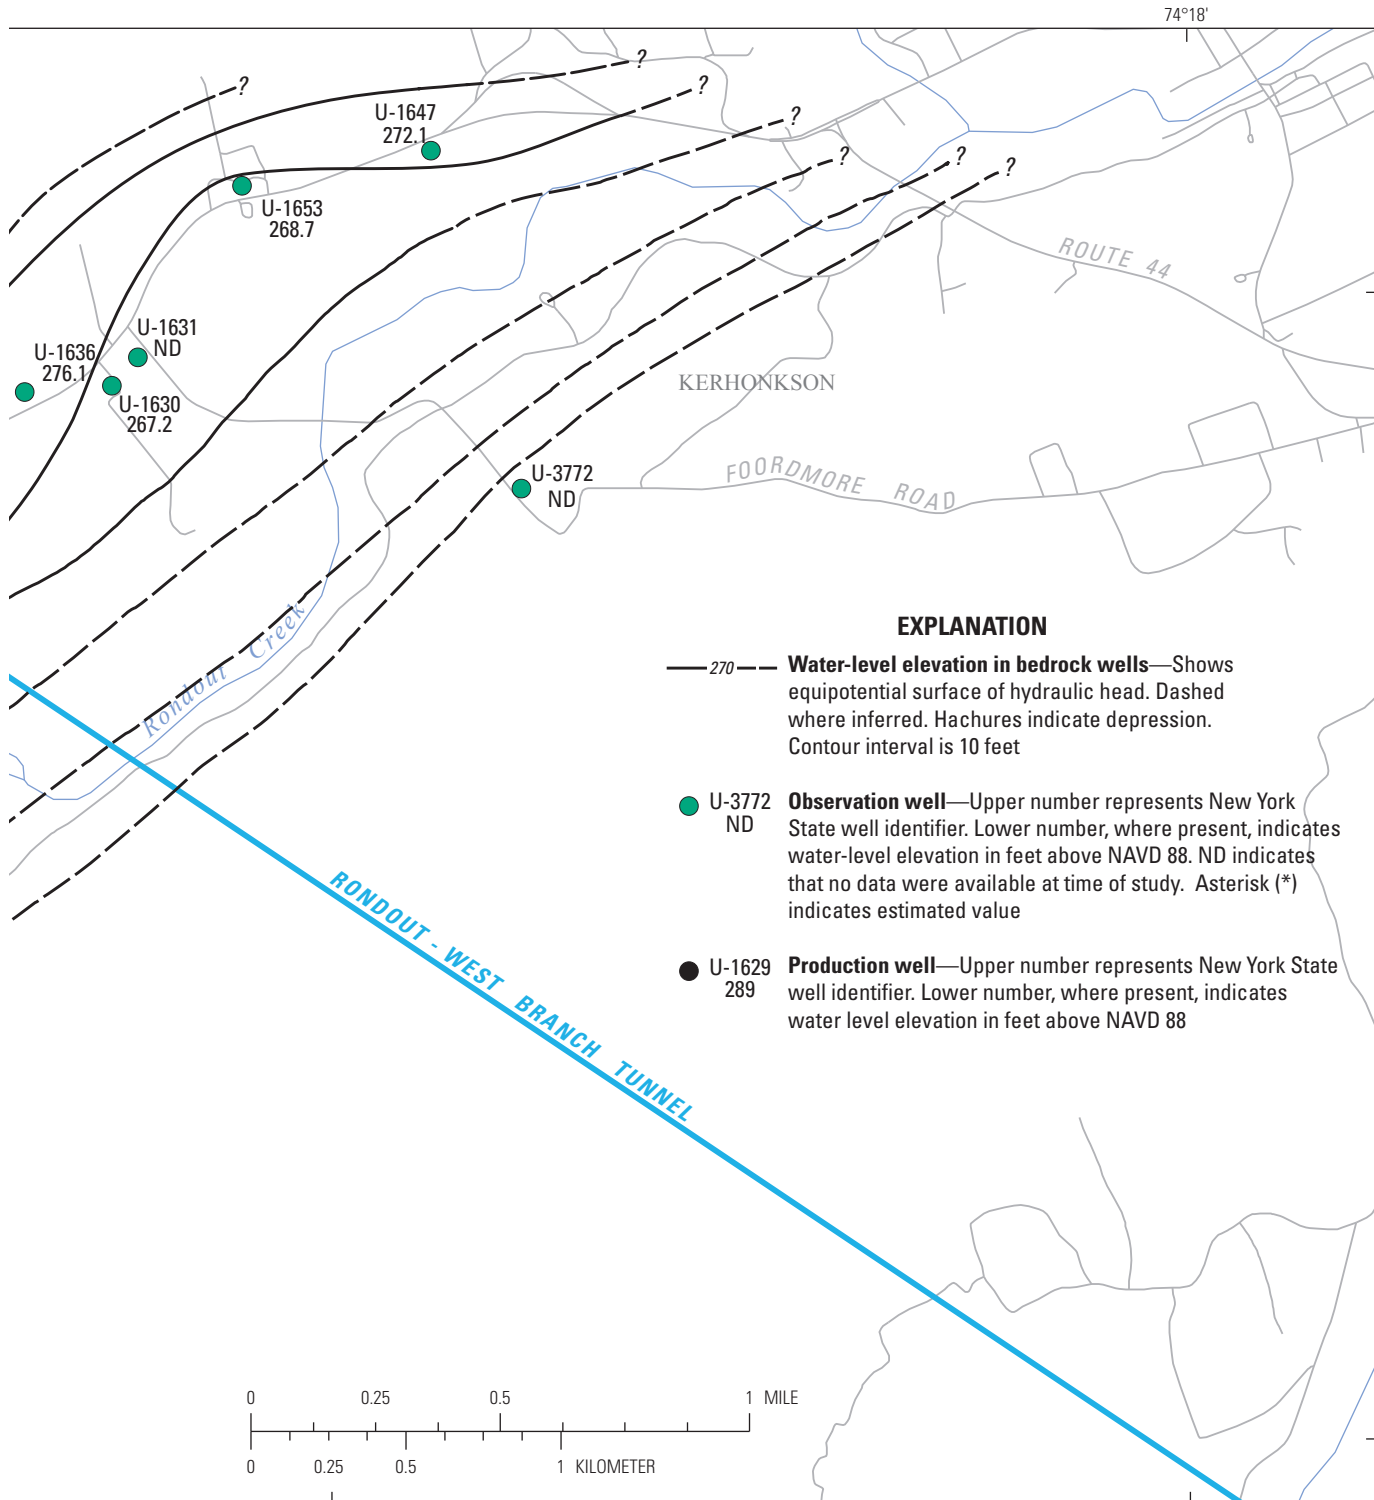 74°18'
?
?
?
?
?
?
?
U-1647
272.1
U-1653
268.7
U-1631
ND
U-1636
276.1
U-1630
267.2
ROUTE 44
KERHONKSON
U-3772
ND
FOORDMORE ROAD
Rondout Creek
RONDOUT - WEST BRANCH TUNNEL
EXPLANATION
270
Water-level elevation in bedrock wells—Shows
equipotential surface of hydraulic head. Dashed
where inferred. Hachures indicate depression.
Contour interval is 10 feet
U-3772
ND
Observation well—Upper number represents New York
State well identifier. Lower number, where present, indicates
water-level elevation in feet above NAVD 88. ND indicates
that no data were available at time of study. Asterisk (*)
indicates estimated value
U-1629
289
Production well—Upper number represents New York State
well identifier. Lower number, where present, indicates
water level elevation in feet above NAVD 88
0 0.25 0.5 1 MILE
0 0.25 0.5 1 KILOMETER